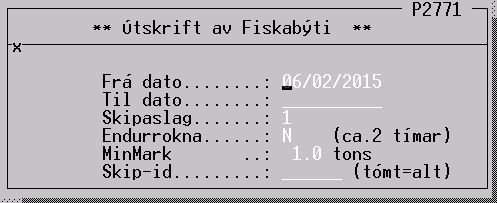 P2771
** Útskrift av Fiskabýti **
x
Frá dato........: 06/02/2015
Til dato........: __________
Skipaslag.......: 1
Endurrokna......: N (ca.2 tímar)
MinMark ..: 1.0 tons
Skip-id.........: ______ (tómt=alt)